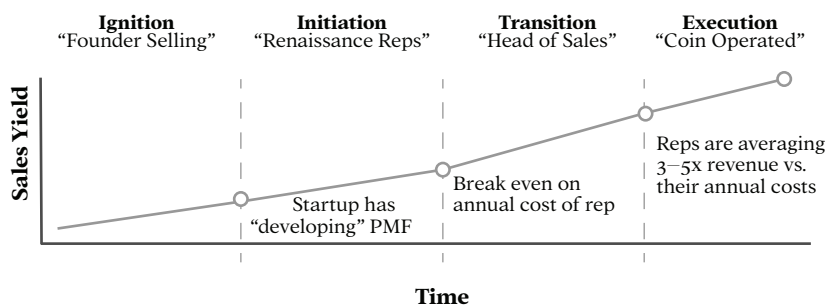 Ignition
“Founder Selling”
Initiation
“Renaissance Reps”
Transition
“Head of Sales”
Execution
“Coin Operated”
Sales Yield
Startup has
“developing” PMF
Break even on
annual cost of rep
Reps are averaging
3–5x revenue vs.
their annual costs
Time